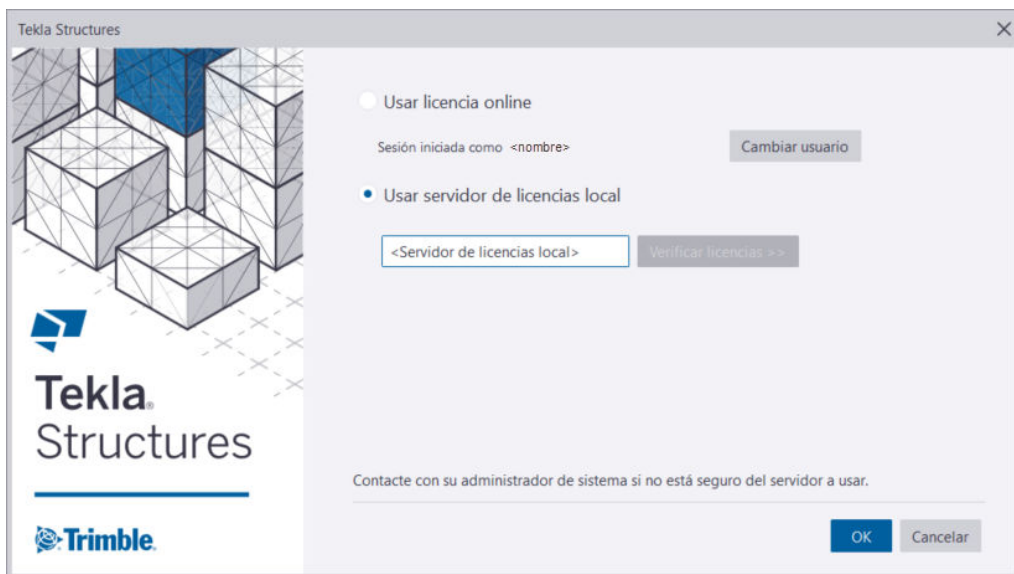 Tekla Structures
Usar licencia online
Sesión iniciada como <nombre>
Cambiar usuario
Usar servidor de licencias local
<Servidor de licencias local>
Verificar licencias >>
Tekla®
Structures
Contacte con su administrador de sistema si no está seguro del servidor a usar.
Trimble.
OK
Cancelar